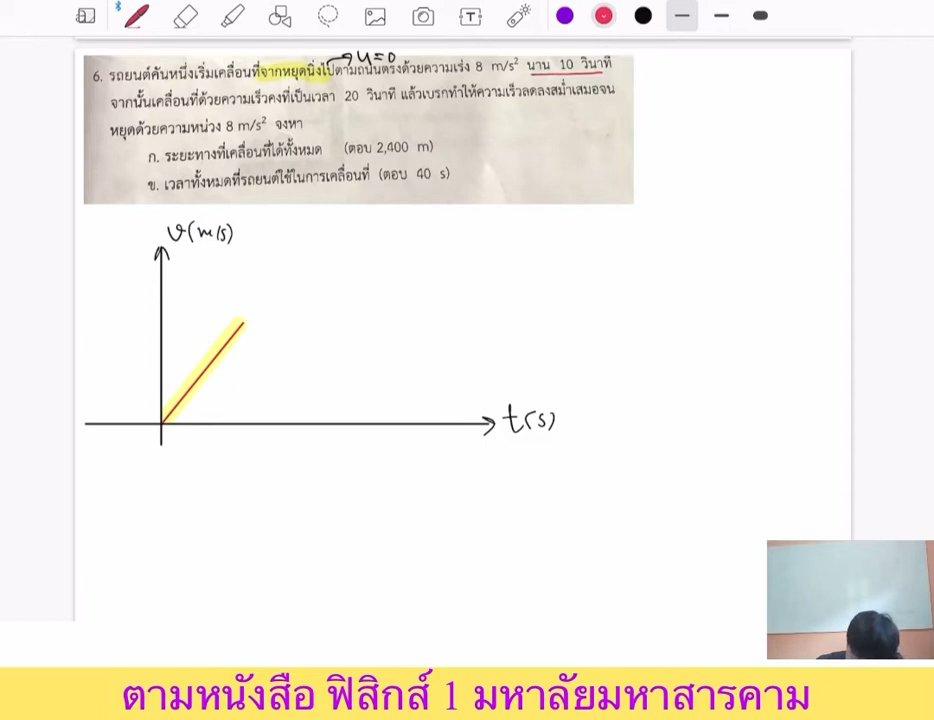 u=0
6. รถยนต์คันหนึ่งเริ่มเคลื่อนที่จากหยุดนิ่งไปตามถนนตรงด้วยความเร่ง 8 m/s² นาน 10 วินาที
จากนั้นเคลื่อนที่ด้วยความเร็วคงที่เป็นเวลา 20 วินาที แล้วเบรกทำให้ความเร็วลดลงสม่ำเสมอจน
หยุดด้วยความหน่วง 8 m/s² จงหา
ก. ระยะทางที่เคลื่อนที่ได้ทั้งหมด (ตอบ 2,400 m)
ข. เวลาทั้งหมดที่รถยนต์ใช้ในการเคลื่อนที่ (ตอบ 40 s)
v(m/s)
t(s)
ตามหนังสือ ฟิสิกส์ 1 มหาลัยมหาสารคาม